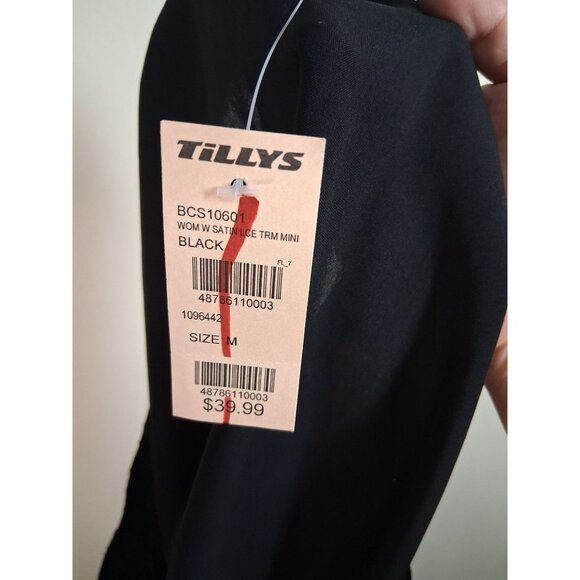 TiLLYS
BCS10601
WOM W SATIN LCE TRM MINI
BLACK
FL_7
48786110003
1096442
SIZE M
48786110003
$39.99